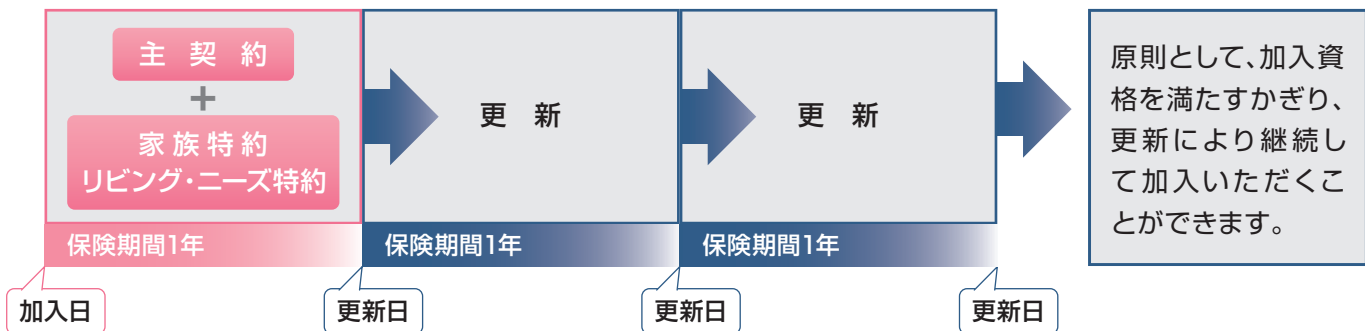 主契約
+
家族特約
リビング・ニーズ特約
更新
更新
原則として、加入資
格を満たすかぎり、
更新により継続し
て加入いただくこ
とができます。
保険期間1年
保険期間1年
保険期間1年
加入日
更新日
更新日
更新日